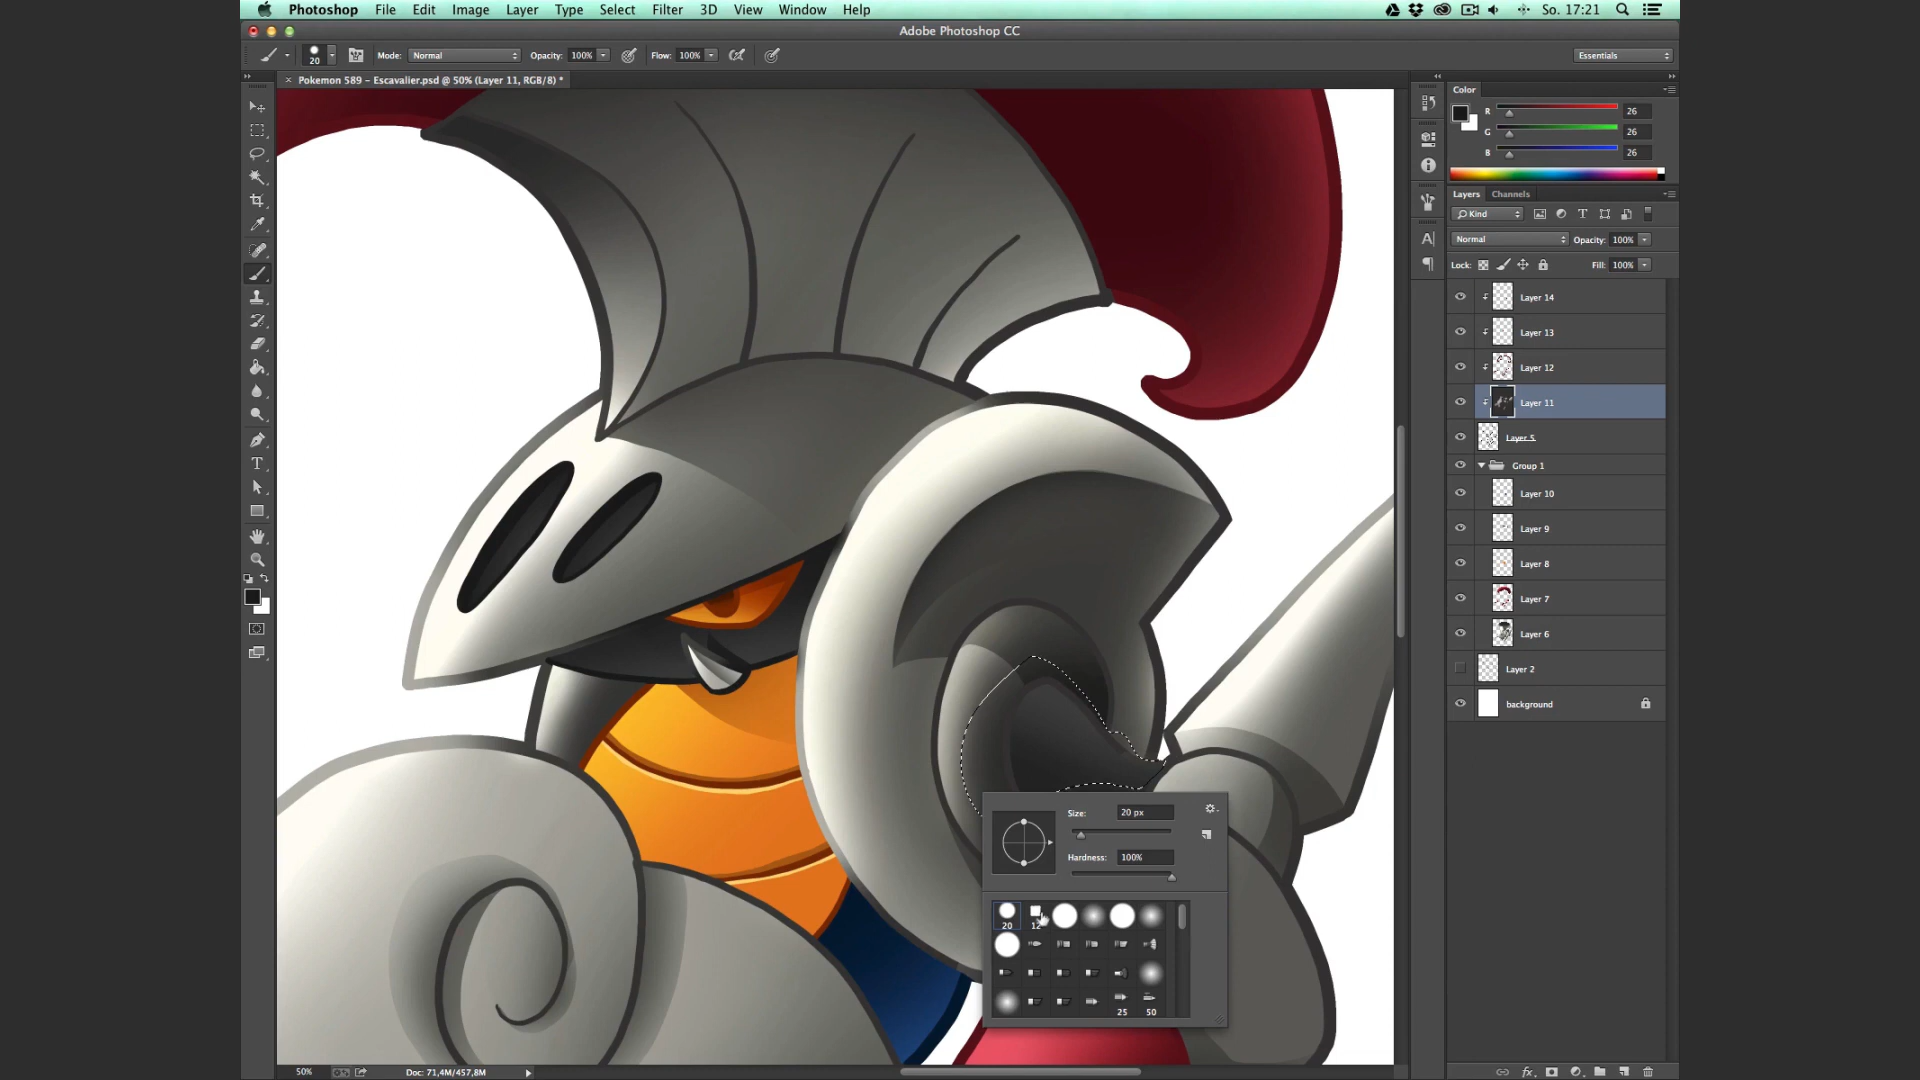 Photoshop File Edit Image Layer Type Select Filter 3D View Window Help So. 17:21
Adobe Photoshop CC
20 Mode: Normal Opacity: 100% Flow: 100% Essentials
Pokemon 589 - Escavalier.psd @ 50% (Layer 11, RGB/8) *
Color
R 26
G 26
B 26
Layers Channels
Kind
Normal Opacity: 100%
Lock: Fill: 100%
Layer 14
Layer 13
Layer 12
Layer 11
Layer 5
Group 1
Layer 10
Layer 9
Layer 8
Layer 7
Layer 6
Layer 2
background
Size: 20 px
Hardness: 100%
20 12
25 50
50% Doc: 71,4M/457,8M